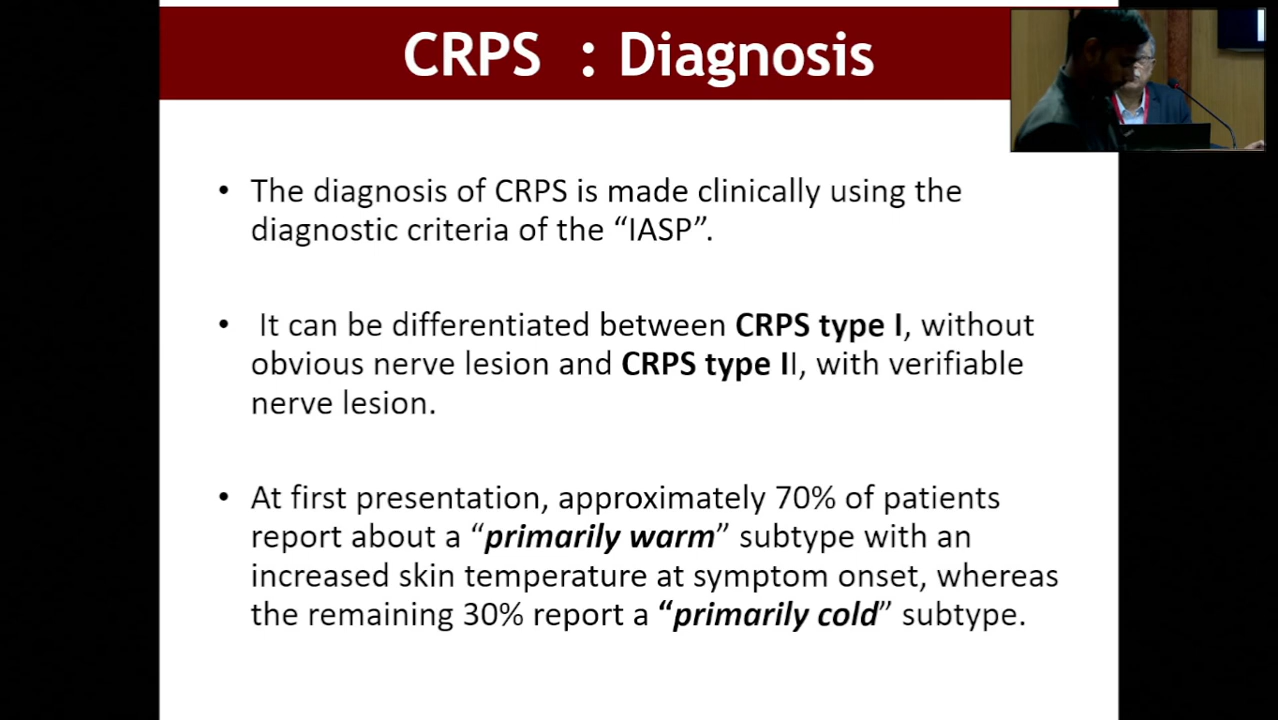 CRPS : Diagnosis
• The diagnosis of CRPS is made clinically using the
diagnostic criteria of the “IASP”.
• It can be differentiated between CRPS type I, without
obvious nerve lesion and CRPS type II, with verifiable
nerve lesion.
• At first presentation, approximately 70% of patients
report about a “primarily warm” subtype with an
increased skin temperature at symptom onset, whereas
the remaining 30% report a “primarily cold” subtype.